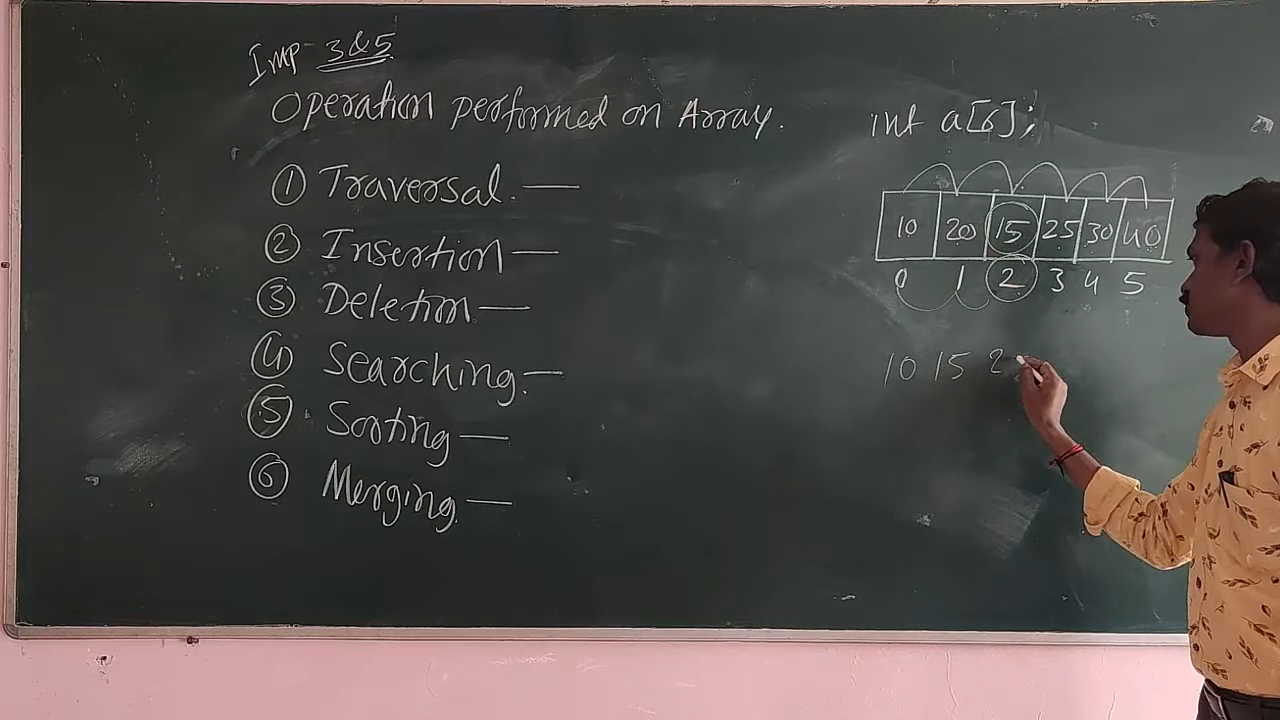 Imp - 3 & 5
Operation performed on Array.
① Traversal. —
② Insertion —
③ Deletion —
④ Searching. —
⑤ Sorting —
⑥ Merging. —
int a[6];
10 20 15 25 30 40
0 1 2 3 4 5
10 15 2